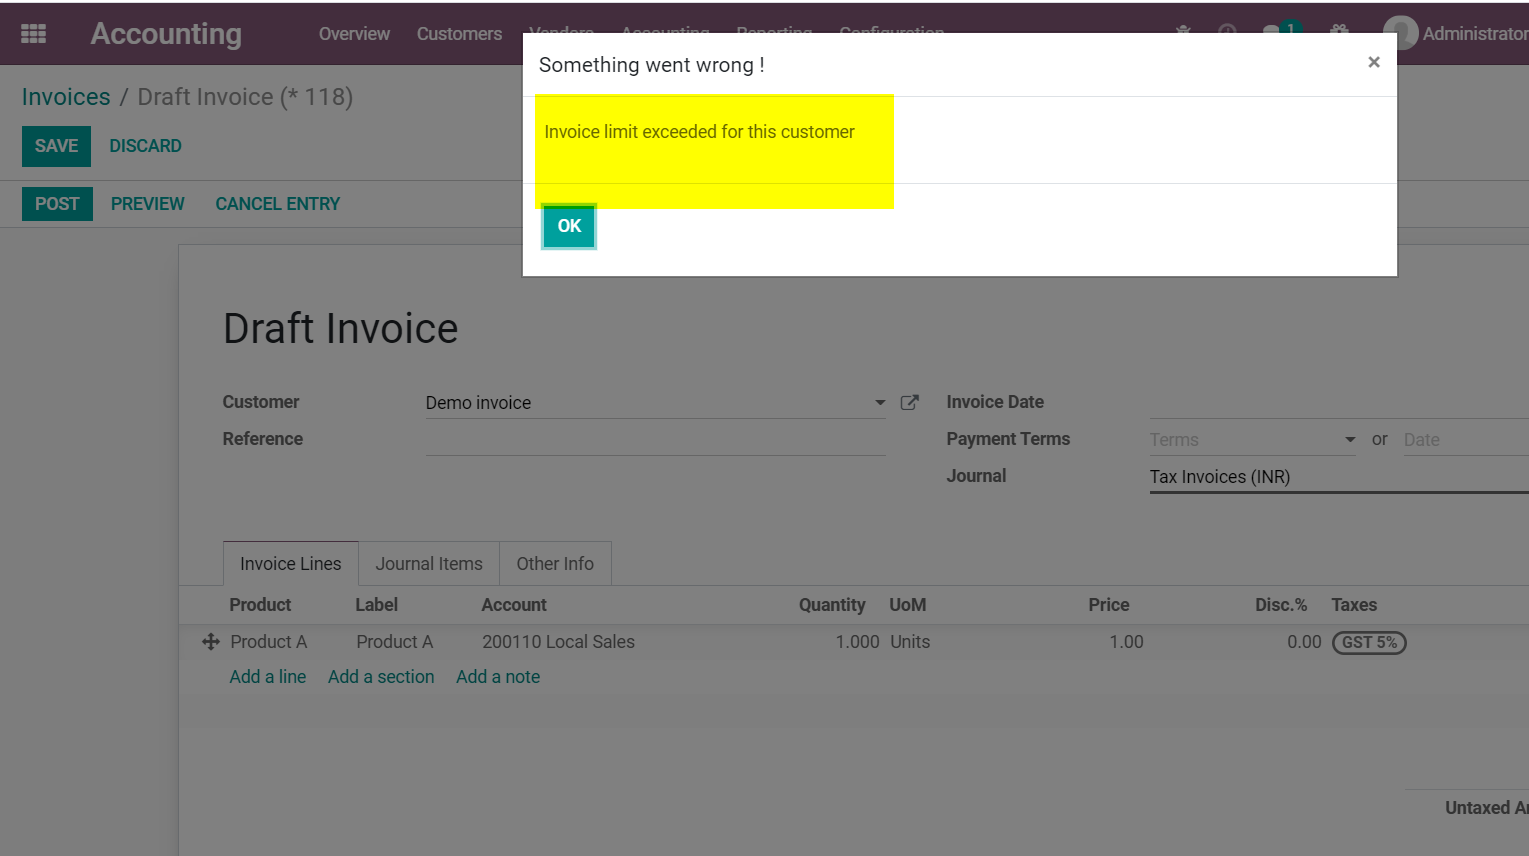 Accounting Overview Customers Vendors Accounting Reporting Configuration 1 Administrator
Something went wrong ! ×
Invoices / Draft Invoice (* 118)
Invoice limit exceeded for this customer
SAVE DISCARD
POST PREVIEW CANCEL ENTRY
OK
Draft Invoice
Customer Demo invoice Invoice Date
Reference Payment Terms Terms or Date
Journal Tax Invoices (INR)
Invoice Lines Journal Items Other Info
Product Label Account Quantity UoM Price Disc.% Taxes
Product A Product A 200110 Local Sales 1.000 Units 1.00 0.00 GST 5%
Add a line Add a section Add a note
Untaxed